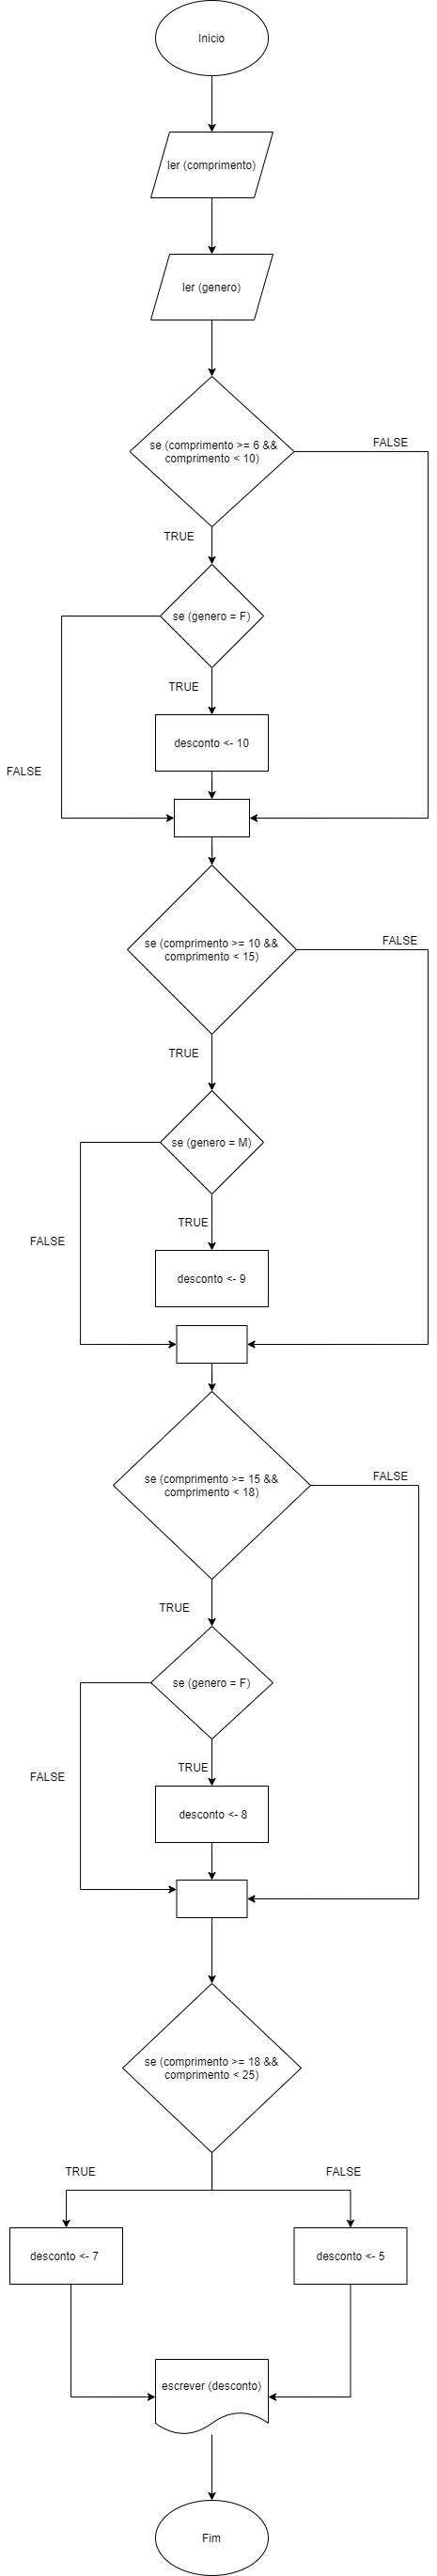 Inicio
ler (comprimento)
ler (genero)
se (comprimento >= 6 &&
comprimento < 10)
FALSE
TRUE
se (genero = F)
TRUE
desconto <- 10
FALSE
se (comprimento >= 10 &&
comprimento < 15)
FALSE
TRUE
se (genero = M)
TRUE
FALSE
desconto <- 9
se (comprimento >= 15 &&
comprimento < 18)
FALSE
TRUE
se (genero = F)
TRUE
FALSE
desconto <- 8
se (comprimento >= 18 &&
comprimento < 25)
TRUE
FALSE
desconto <- 7
desconto <- 5
escrever (desconto)
Fim